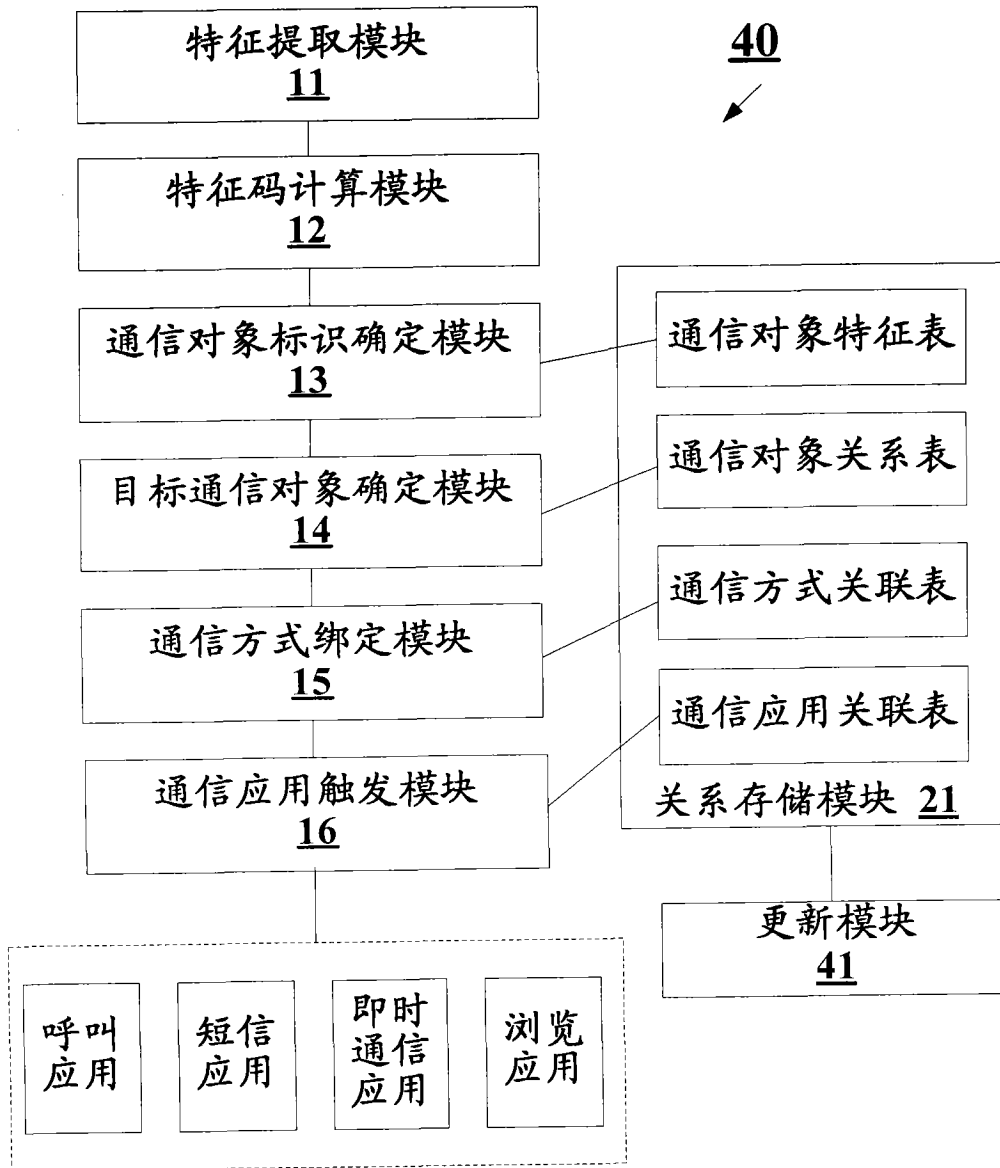 特征提取模块
11
40
特征码计算模块
12
通信对象标识确定模块
13
目标通信对象确定模块
14
通信方式绑定模块
15
通信应用触发模块
16
通信对象特征表
通信对象关系表
通信方式关联表
通信应用关联表
关系存储模块 21
更新模块
41
呼叫
应用
短信
应用
即时
通信
应用
浏览
应用